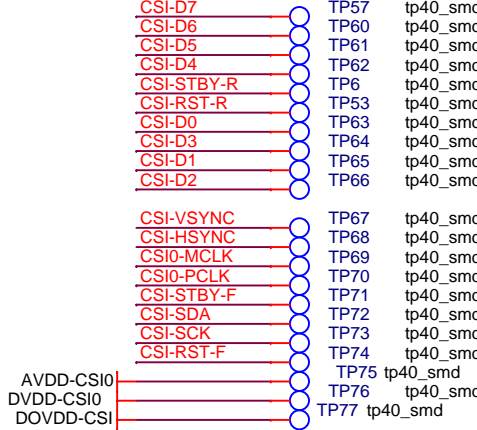 CSI-D7 TP57 tp40_smd
CSI-D6 TP60 tp40_smd
CSI-D5 TP61 tp40_smd
CSI-D4 TP62 tp40_smd
CSI-STBY-R TP6 tp40_smd
CSI-RST-R TP53 tp40_smd
CSI-D0 TP63 tp40_smd
CSI-D3 TP64 tp40_smd
CSI-D1 TP65 tp40_smd
CSI-D2 TP66 tp40_smd
CSI-VSYNC TP67 tp40_smd
CSI-HSYNC TP68 tp40_smd
CSI0-MCLK TP69 tp40_smd
CSI0-PCLK TP70 tp40_smd
CSI-STBY-F TP71 tp40_smd
CSI-SDA TP72 tp40_smd
CSI-SCK TP73 tp40_smd
CSI-RST-F TP74 tp40_smd
AVDD-CSI0 TP75 tp40_smd
DVDD-CSI0 TP76 tp40_smd
DOVDD-CSI TP77 tp40_smd